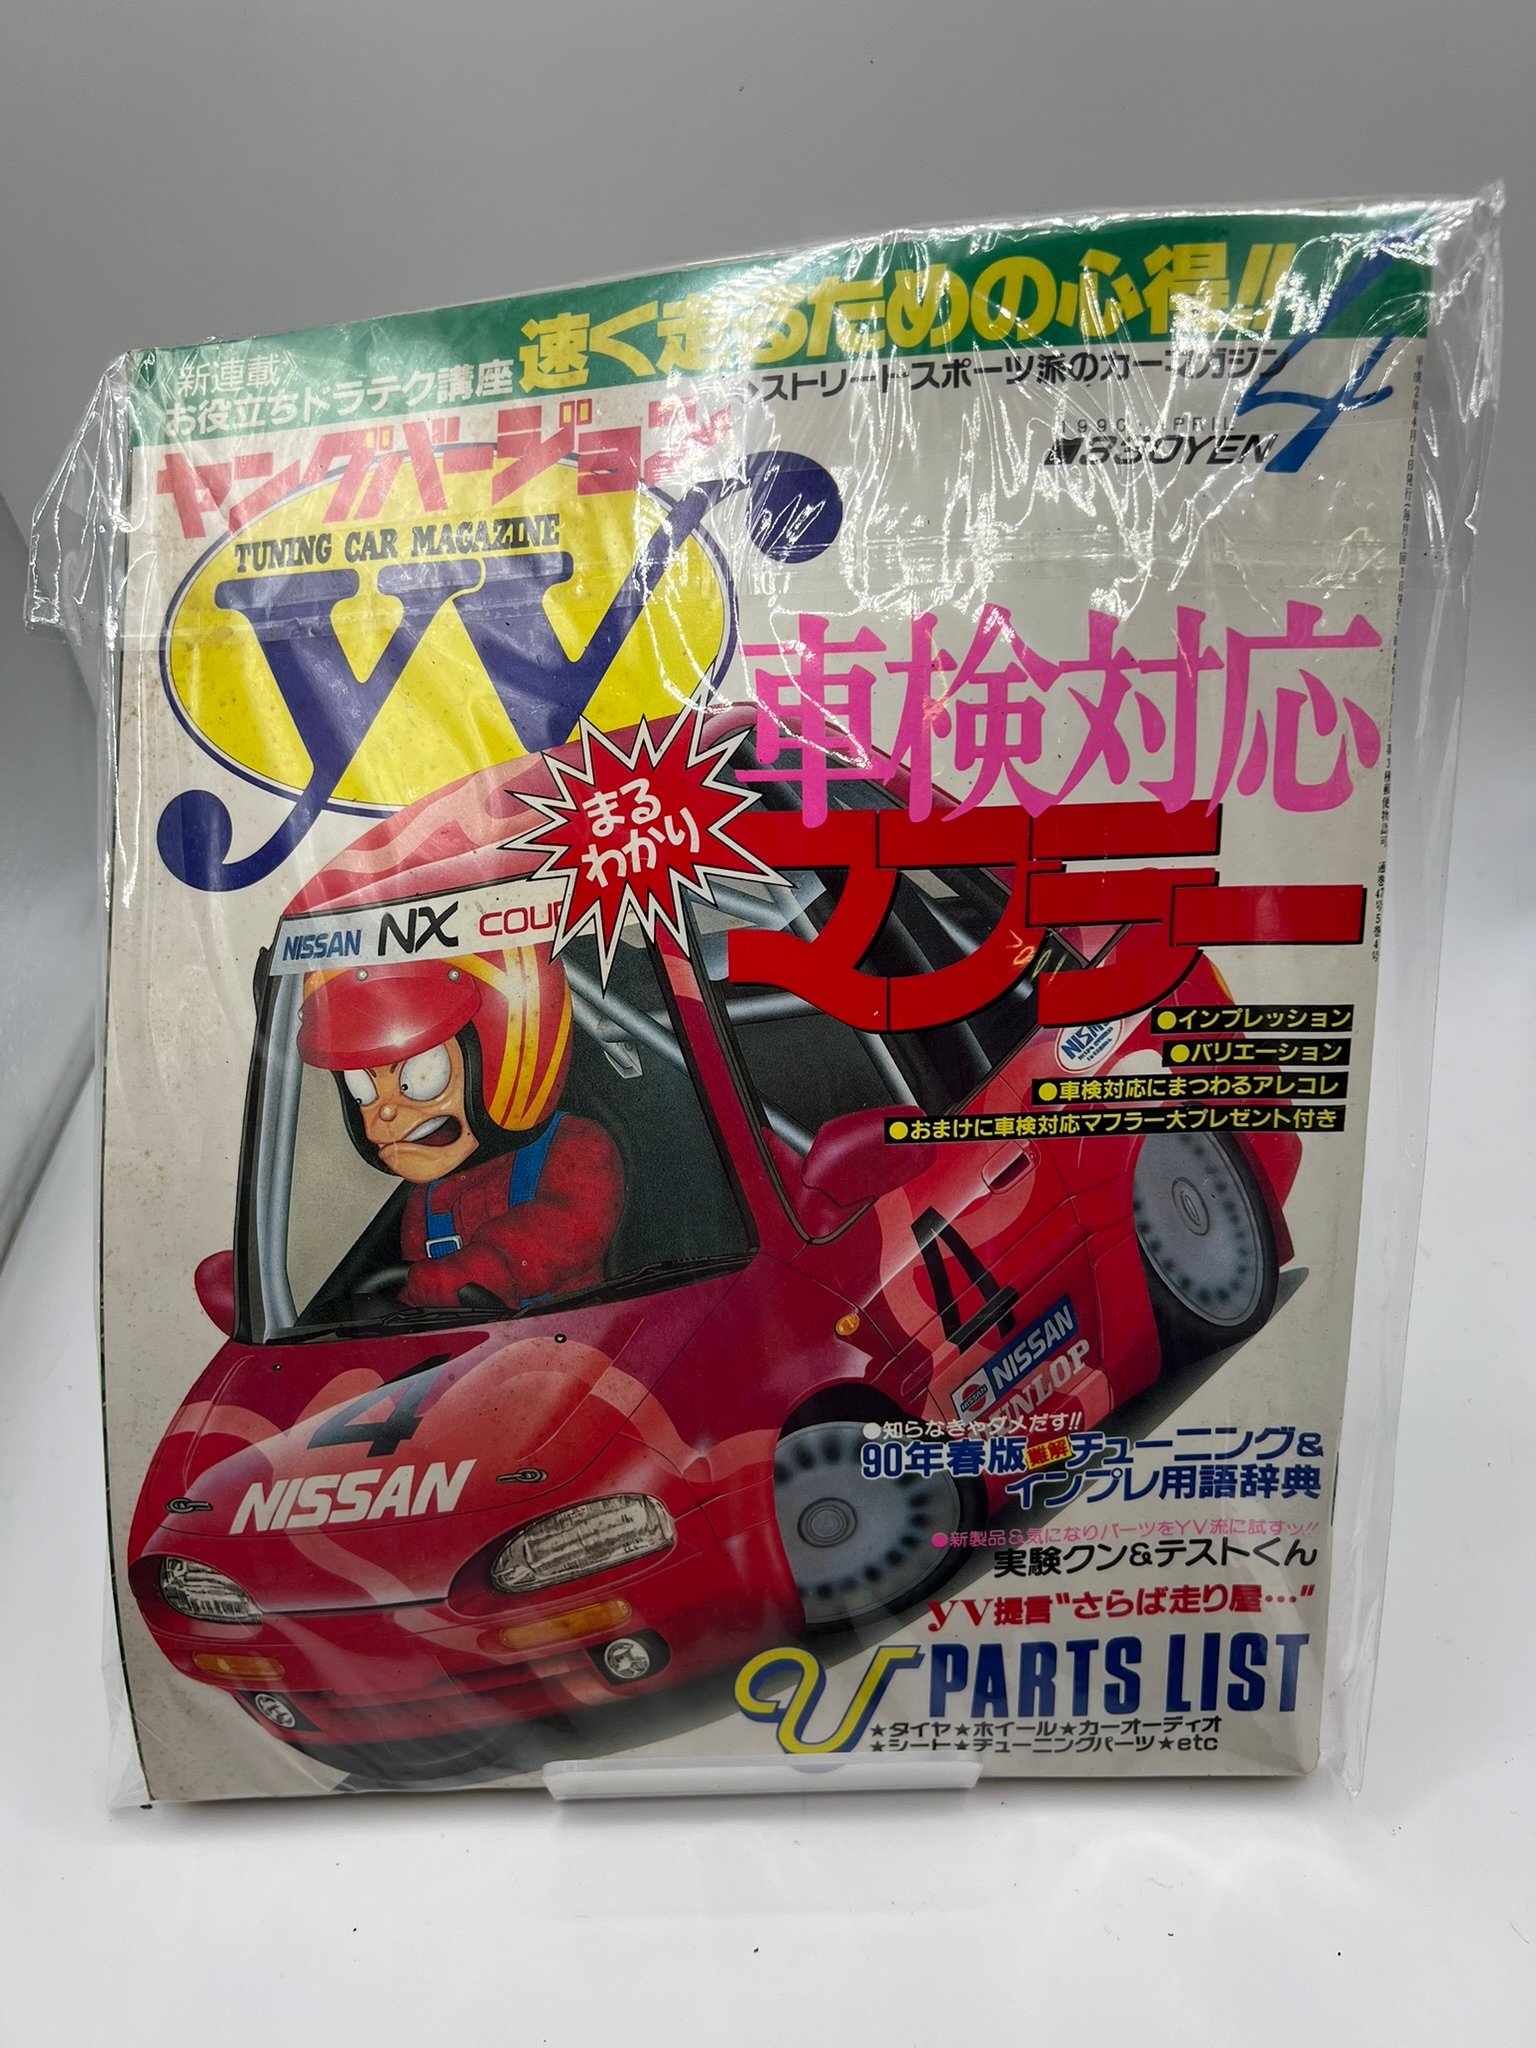 《新連載》
お役立ちドラテク講座 速く走るための心得!!
ストリートスポーツ派のカーマガジン
ヤングバージョン
4
1990 APRIL
330YEN
TUNING CAR MAGAZINE
yv
車検対応
マフラー
まる
わかり
NISSAN NX COUP
●インプレッション
●バリエーション
●車検対応にまつわるアレコレ
●おまけに車検対応マフラー大プレゼント付き
4
NISSAN
NISSAN
DUNLOP
4
NISSAN
●知らなきゃダメだす!!
90年春版難解チューニング&
インプレ用語辞典
●新製品&気になりパーツをYV流に試すッ!!
実験クン&テストくん
yv提言"さらば走り屋…"
PARTS LIST
★タイヤ★ホイール★カーオーディオ
★シート★チューニングパーツ★etc